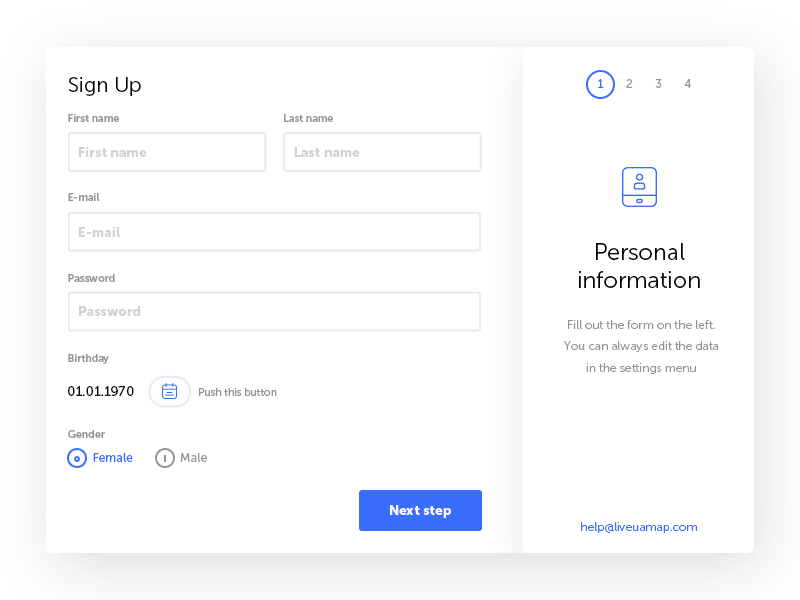 Sign Up
First name
Last name
First name
Last name
E-mail
E-mail
Password
Password
Birthday
01.01.1970
Push this button
Gender
Female
Male
Next step
1 2 3 4
Personal
information
Fill out the form on the left.
You can always edit the data
in the settings menu
help@liveuamap.com